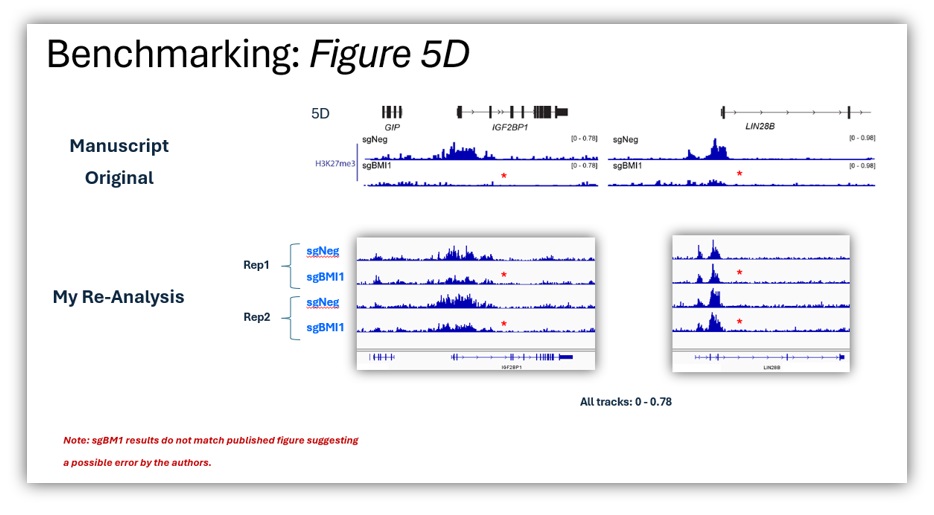 Benchmarking: Figure 5D
5D
GIP
IGF2BP1
LIN28B
Manuscript
Original
H3K27me3
sgNeg
[0 - 0.78]
sgBMI1
[0 - 0.78]
*
sgNeg
[0 - 0.98]
sgBMI1
[0 - 0.98]
*
My Re-Analysis
Rep1
sgNeg
sgBMI1
Rep2
sgNeg
sgBMI1
*
*
IGF2BP1
*
*
LIN28B
All tracks: 0 - 0.78
Note: sgBM1 results do not match published figure suggesting
a possible error by the authors.